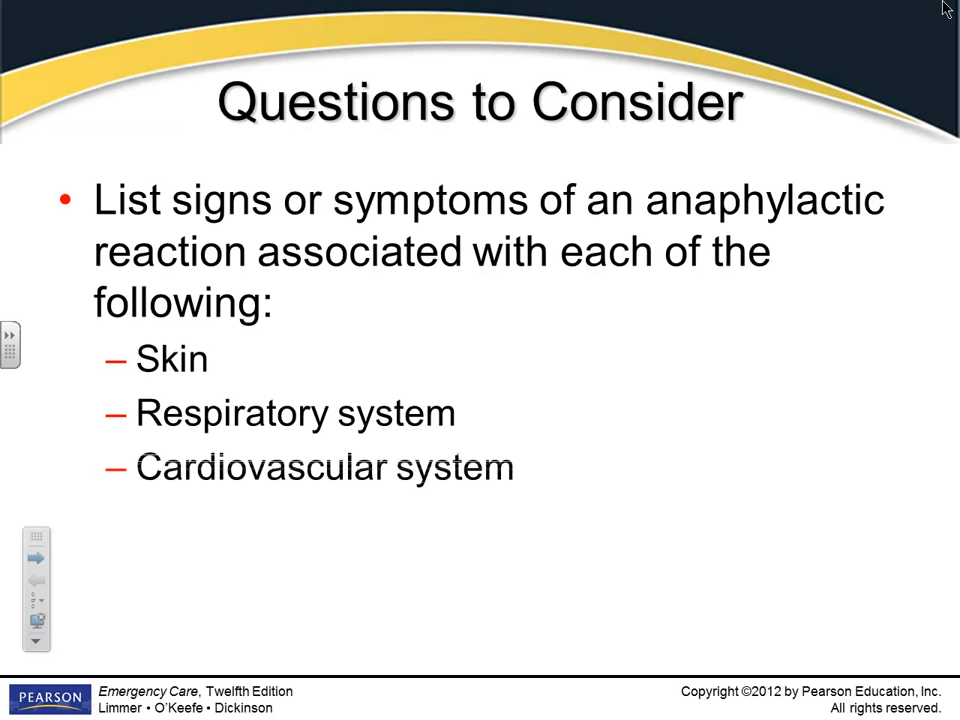 Questions to Consider
• List signs or symptoms of an anaphylactic
reaction associated with each of the
following:
– Skin
– Respiratory system
– Cardiovascular system
PEARSON
Emergency Care, Twelfth Edition
Limmer • O'Keefe • Dickinson
Copyright ©2012 by Pearson Education, Inc.
All rights reserved.